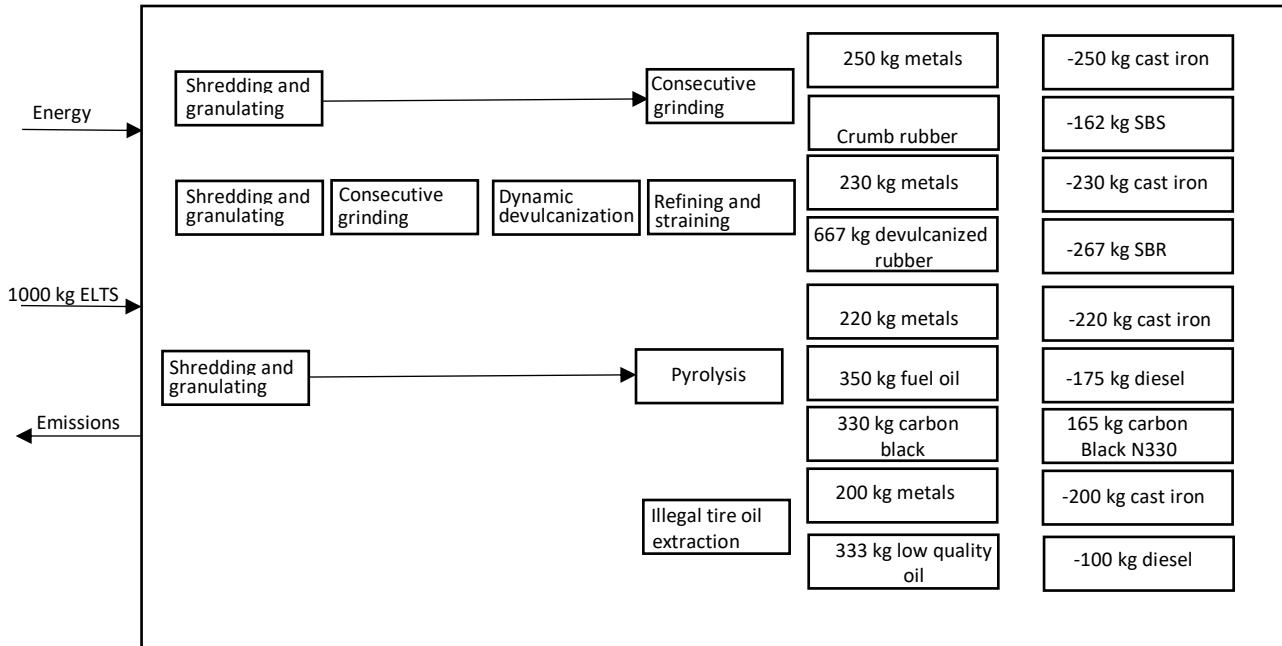 250 kg metals
-250 kg cast iron
Shredding and
granulating
Consecutive
grinding
Energy
Crumb rubber
-162 kg SBS
Shredding and
granulating
Consecutive
grinding
Dynamic
devulcanization
Refining and
straining
230 kg metals
-230 kg cast iron
667 kg devulcanized
rubber
-267 kg SBR
1000 kg ELTS
220 kg metals
-220 kg cast iron
Shredding and
granulating
Pyrolysis
350 kg fuel oil
-175 kg diesel
Emissions
330 kg carbon
black
165 kg carbon
Black N330
200 kg metals
-200 kg cast iron
Illegal tire oil
extraction
333 kg low quality
oil
-100 kg diesel